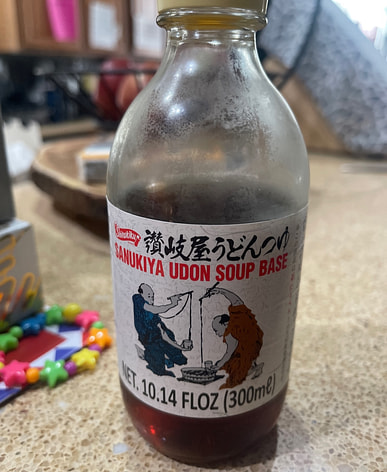 Shirakiku
讃岐屋うどんつゆ
SANUKIYA UDON SOUP BASE
NET. 10.14 FLOZ (300mℓ)